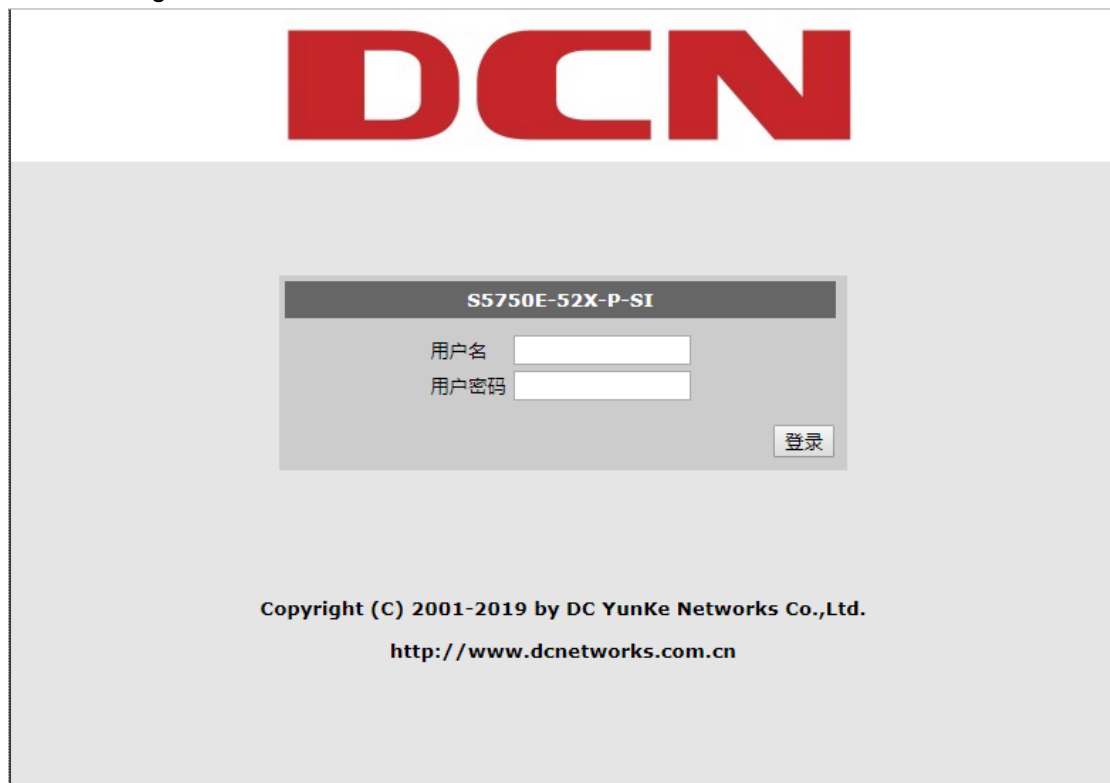 DCN
S5750E-52X-P-SI
用户名
用户密码
登录
Copyright (C) 2001-2019 by DC YunKe Networks Co.,Ltd.
http://www.dcnetworks.com.cn